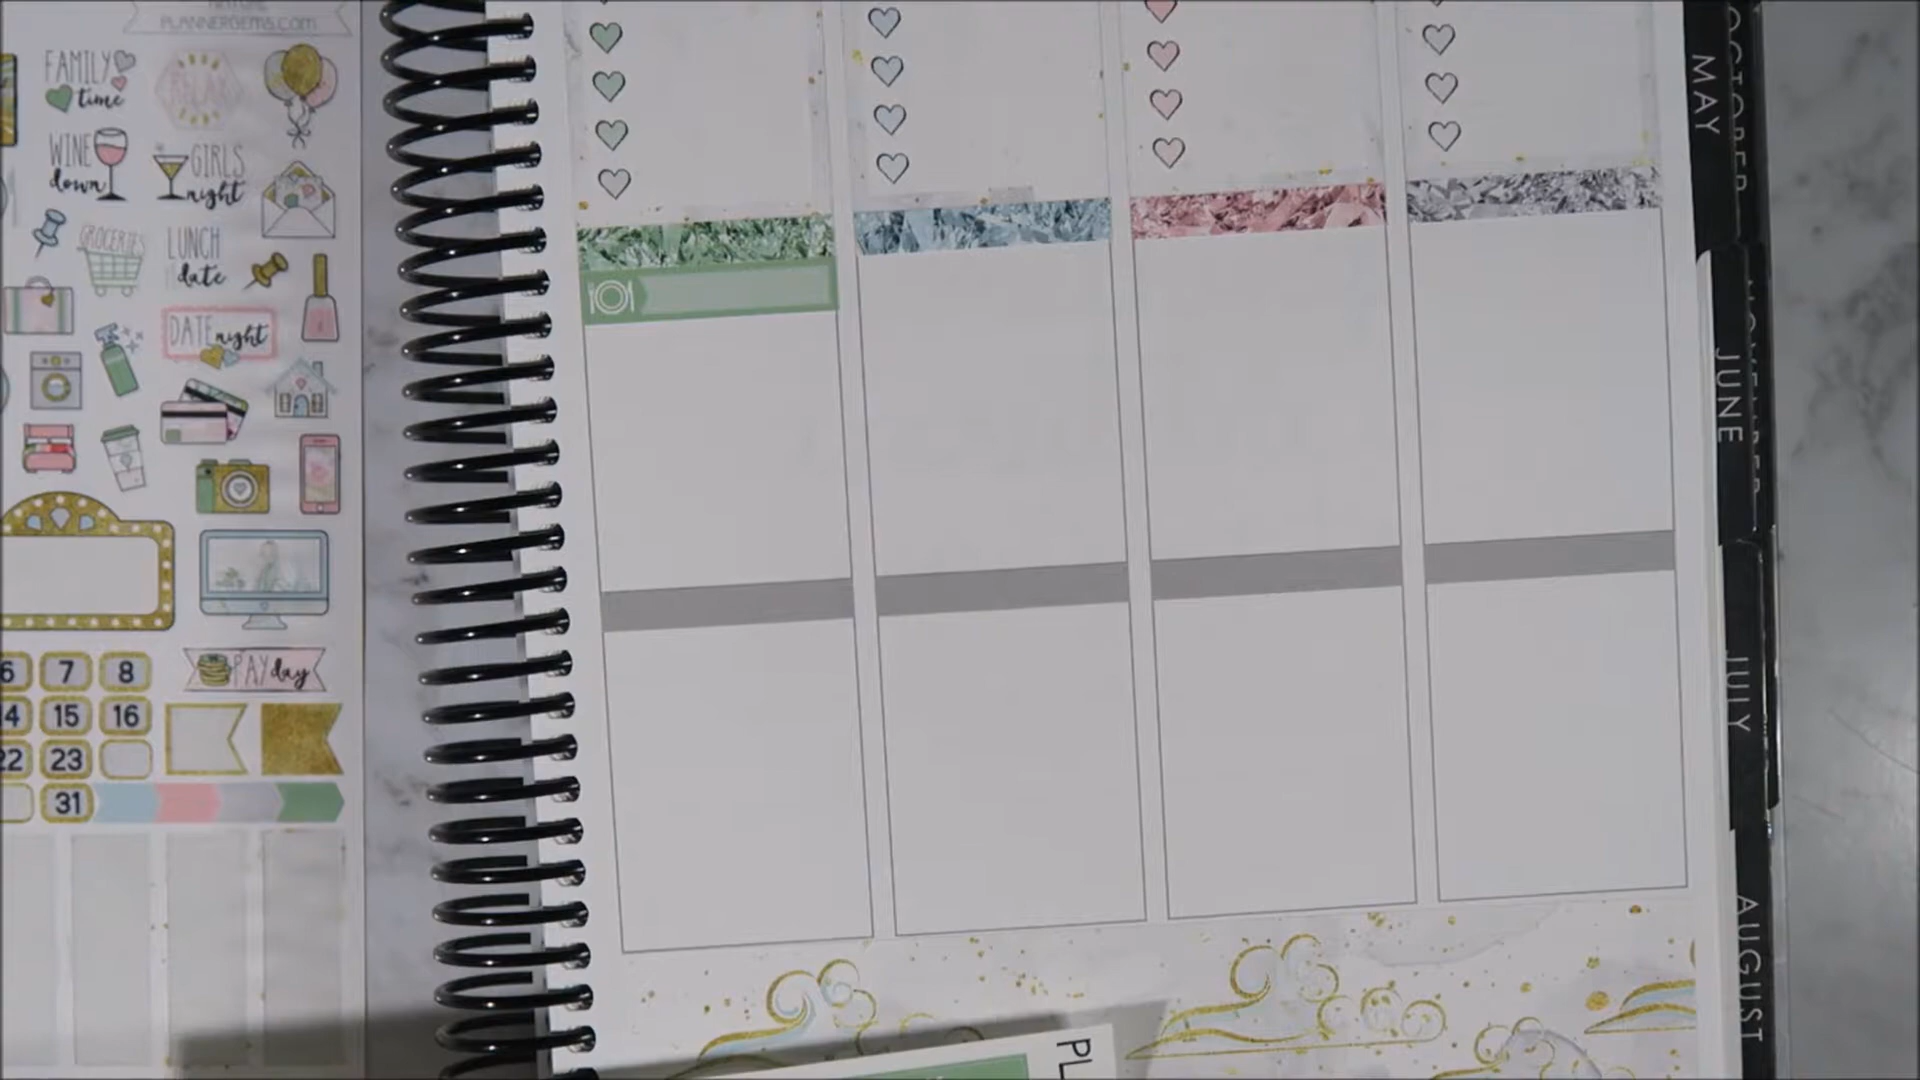 PLANNERGEMS.COM
FAMILY
time
RELAX
WINE
down
GIRLS
night
GROCERIES
LUNCH
date
DATE night
PAY day
6 7 8
14 15 16
22 23
31
MAY
JUNE
JULY
AUGUST
OCTOBER
NOVEMBER
PL